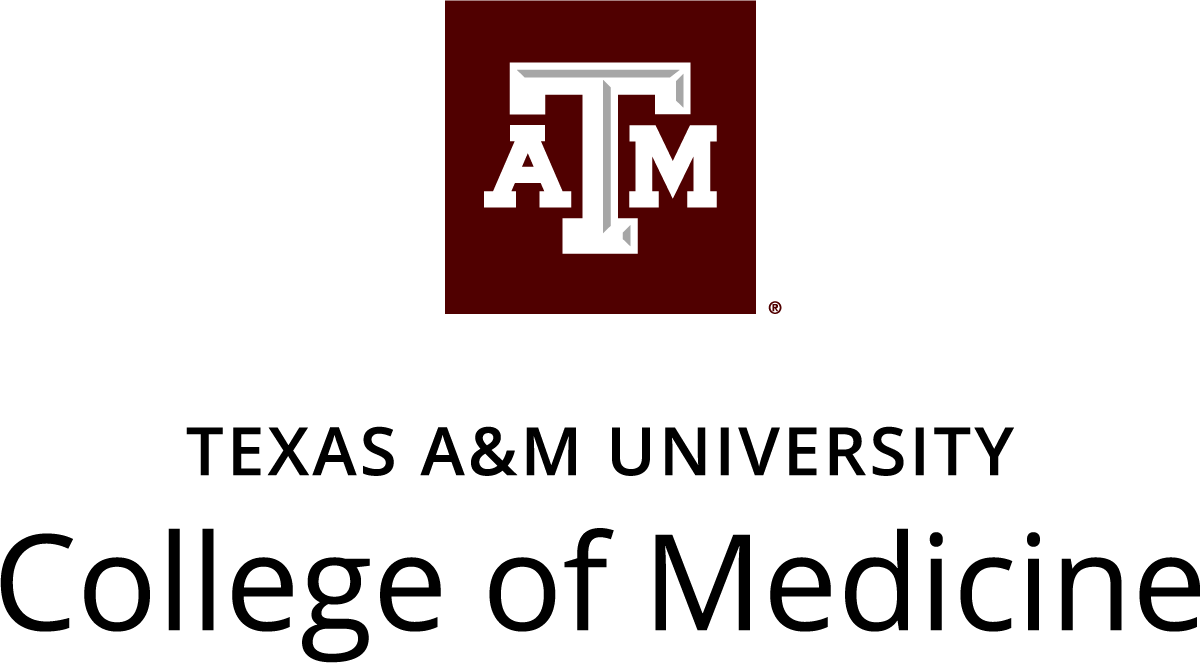 ATM
®
TEXAS A&M UNIVERSITY
College of Medicine